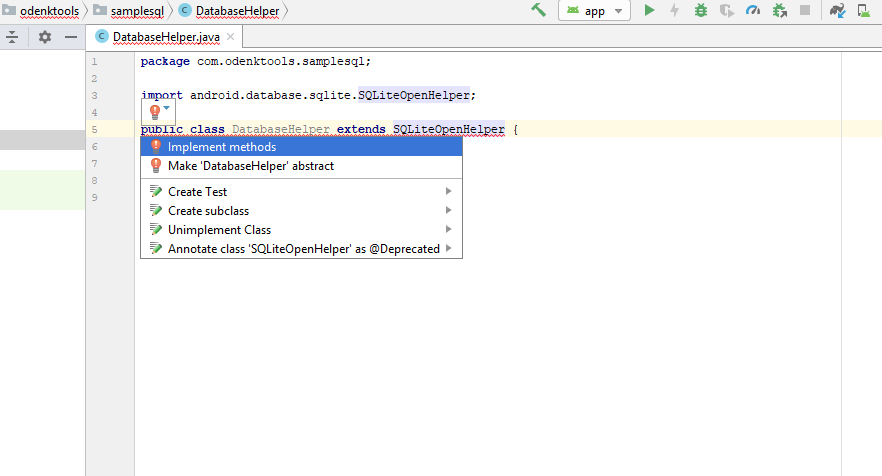 odenktools samplesql DatabaseHelper app
DatabaseHelper.java
1 package com.odenktools.samplesql;
2
3 import android.database.sqlite.SQLiteOpenHelper;
4
5 public class DatabaseHelper extends SQLiteOpenHelper {
6 Implement methods
7 Make 'DatabaseHelper' abstract
8 Create Test
9 Create subclass
Unimplement Class
Annotate class 'SQLiteOpenHelper' as @Deprecated